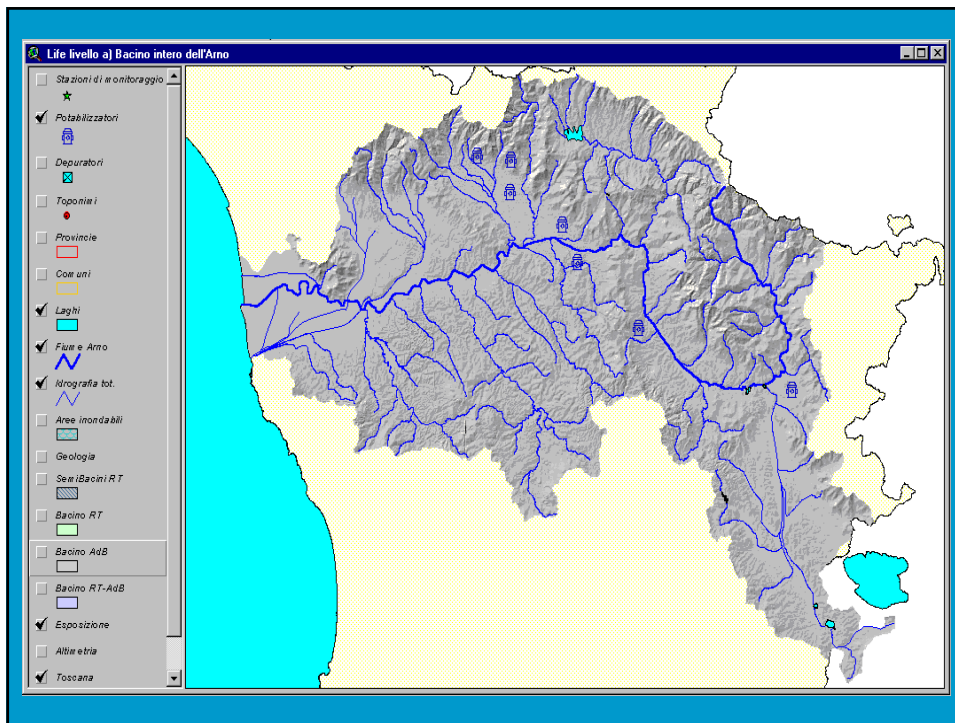 Life livello a) Bacino intero dell'Arno
Stazioni di monitoraggio
Potabilizzatori
Depuratori
Toponimi
Provincie
Comuni
Laghi
Fiume Arno
Idrografia tot.
Aree inondabili
Geologia
SemiBacini RT
Bacino RT
Bacino AdB
Bacino RT-AdB
Esposizione
Altimetria
Toscana